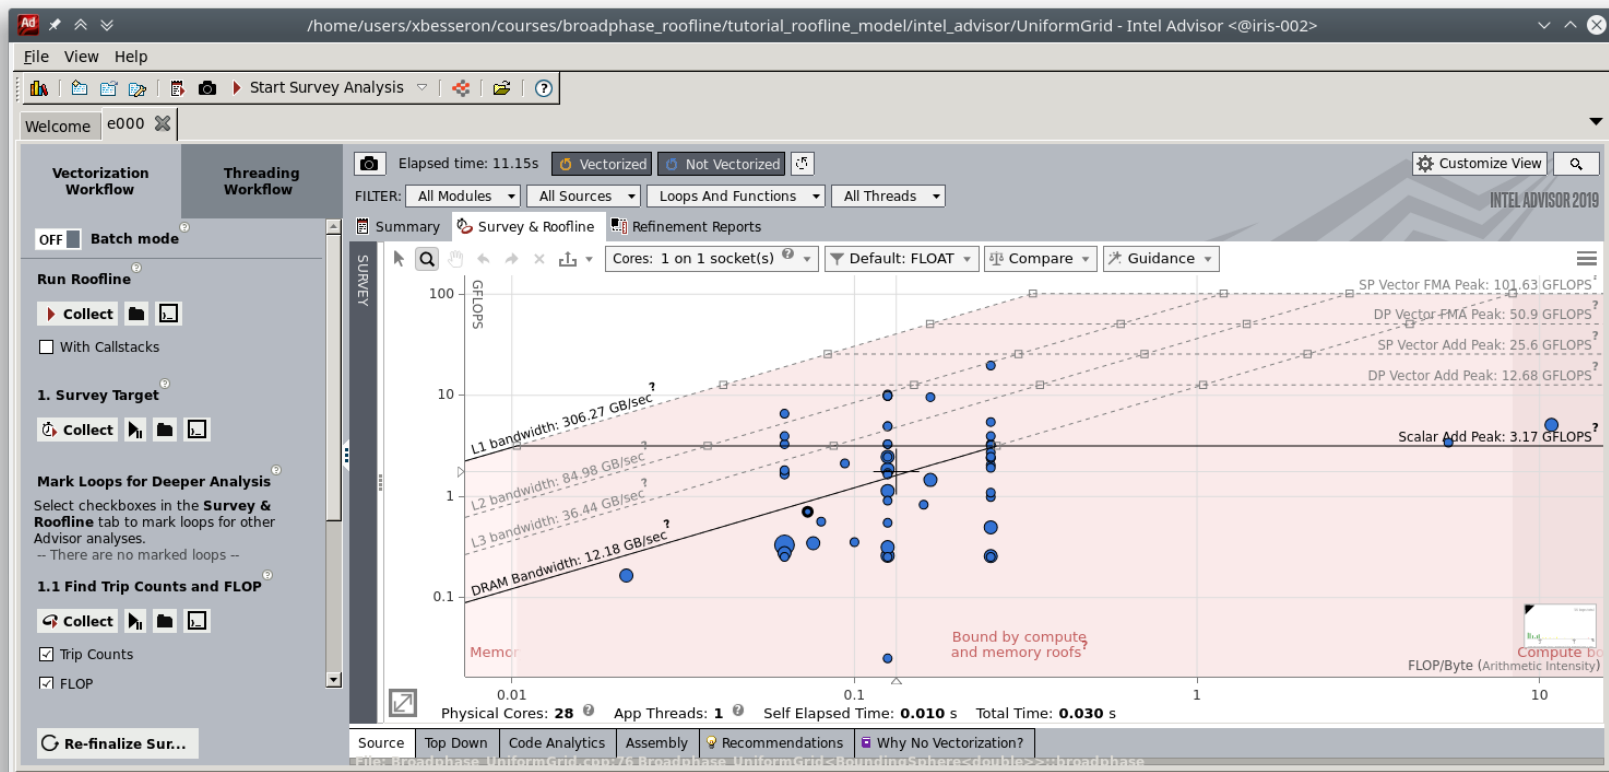 /home/users/xbesseron/courses/broadphase_roofline/tutorial_roofline_model/intel_advisor/UniformGrid - Intel Advisor <@iris-002>
File View Help
Start Survey Analysis
Welcome e000
Vectorization Workflow
Threading Workflow
OFF Batch mode
Run Roofline
Collect
With Callstacks
1. Survey Target
Collect
Mark Loops for Deeper Analysis
Select checkboxes in the Survey &
Roofline tab to mark loops for other
Advisor analyses.
-- There are no marked loops --
1.1 Find Trip Counts and FLOP
Collect
Trip Counts
FLOP
Re-finalize Sur...
Elapsed time: 11.15s Vectorized Not Vectorized
Customize View
FILTER: All Modules All Sources Loops And Functions All Threads
INTEL ADVISOR 2019
Summary Survey & Roofline Refinement Reports
SURVEY
Cores: 1 on 1 socket(s) ? Default: FLOAT Compare Guidance
GFLOPS
100
10
1
0.1
SP Vector FMA Peak: 101.63 GFLOPS
DP Vector FMA Peak: 50.9 GFLOPS ?
SP Vector Add Peak: 25.6 GFLOPS ?
DP Vector Add Peak: 12.68 GFLOPS ?
Scalar Add Peak: 3.17 GFLOPS ?
L1 bandwidth: 306.27 GB/sec ?
L2 bandwidth: 84.98 GB/sec ?
L3 bandwidth: 36.44 GB/sec ?
DRAM Bandwidth: 12.18 GB/sec ?
Memor
Bound by compute
and memory roofs ?
Compute bo
FLOP/Byte (Arithmetic Intensity)
0.01 0.1 1 10
Physical Cores: 28 ? App Threads: 1 ? Self Elapsed Time: 0.010 s Total Time: 0.030 s
Source Top Down Code Analytics Assembly Recommendations Why No Vectorization?
File: Broadphase_UniformGrid.cpp:76 Broadphase_UniformGrid<BoundingSphere<double>>::broadphase